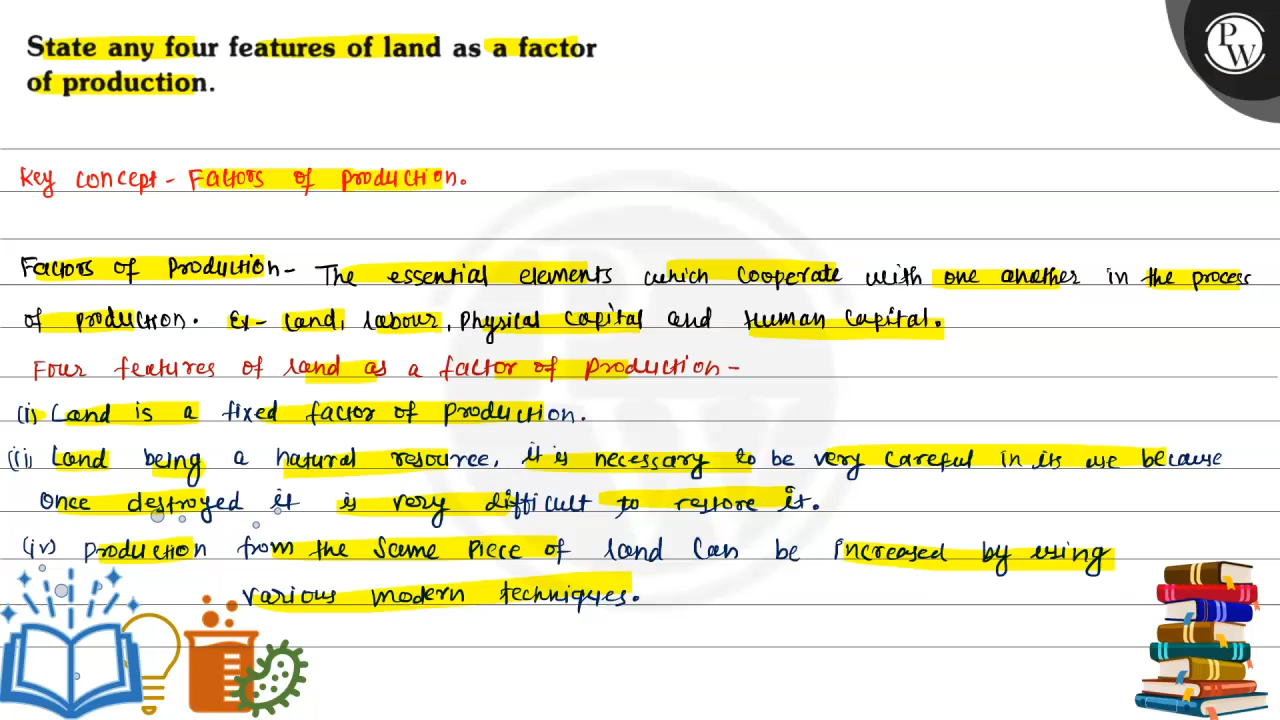 State any four features of land as a factor
of production.
PW
Key concept - Factors of Production.
Factors of Production - The essential elements which cooperate with one another in the process
of production. Ex - Land, labour, Physical capital and Human Capital.
Four features of land as a factor of production -
(i) Land is a fixed factor of production.
(ii) Land being a natural resource, it is necessary to be very careful in its use because
once destroyed it is very difficult to restore it.
(iv) Production from the same piece of land can be increased by using
various modern techniques.